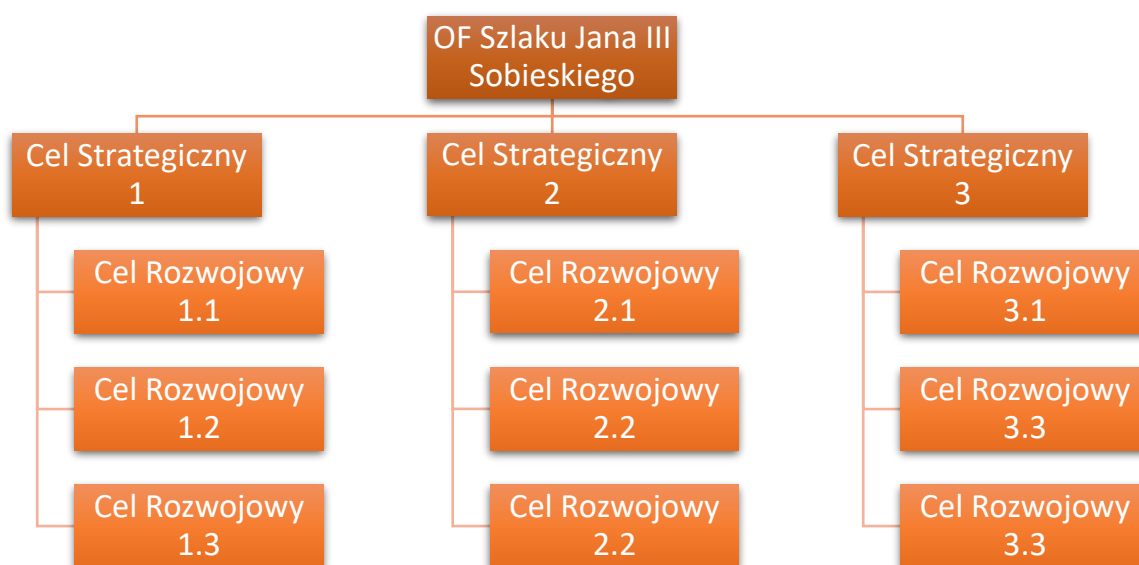 OF Szlaku Jana III
Sobieskiego
Cel Strategiczny
1
Cel Strategiczny
2
Cel Strategiczny
3
Cel Rozwojowy
1.1
Cel Rozwojowy
2.1
Cel Rozwojowy
3.1
Cel Rozwojowy
1.2
Cel Rozwojowy
2.2
Cel Rozwojowy
3.3
Cel Rozwojowy
1.3
Cel Rozwojowy
2.2
Cel Rozwojowy
3.3